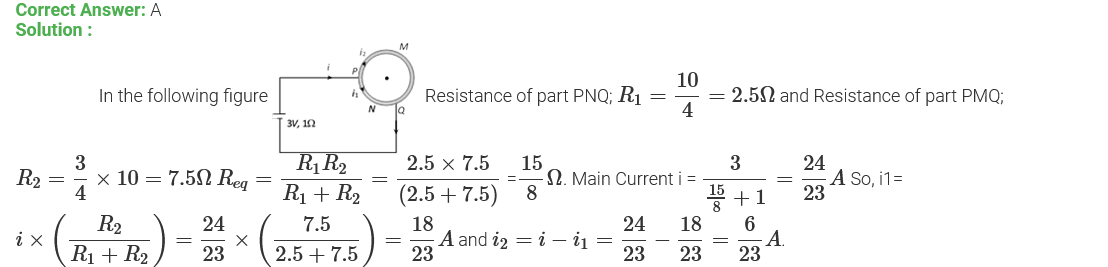 Correct Answer: A
Solution :
M
i₂
i
P
In the following figure
i₁
Resistance of part PNQ; R₁ = 10/4 = 2.5Ω and Resistance of part PMQ;
N
Q
3V, 1Ω
R₂ = 3/4 × 10 = 7.5Ω R_eq = R₁R₂/(R₁ + R₂) = (2.5 × 7.5)/(2.5 + 7.5) = 15/8 Ω. Main Current i = 3/(15/8 + 1) = 24/23 A So, i1=
i × (R₂/(R₁ + R₂)) = 24/23 × (7.5/(2.5 + 7.5)) = 18/23 A and i₂ = i − i₁ = 24/23 − 18/23 = 6/23 A.